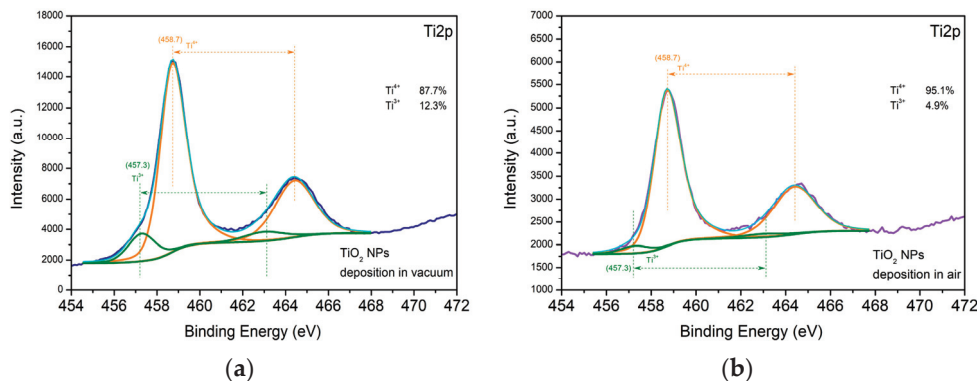 Ti2p
(458.7)
Ti⁴⁺
Ti⁴⁺ 87.7%
Ti³⁺ 12.3%
(457.3)
Ti³⁺
TiO₂ NPs
deposition in vacuum
Intensity (a.u.)
18000
16000
14000
12000
10000
8000
6000
4000
2000
0
454 456 458 460 462 464 466 468 470 472
Binding Energy (eV)
(a)
Ti2p
(458.7)
Ti⁴⁺
Ti⁴⁺ 95.1%
Ti³⁺ 4.9%
Ti³⁺
(457.3)
TiO₂ NPs
deposition in air
Intensity (a.u.)
7000
6500
6000
5500
5000
4500
4000
3500
3000
2500
2000
1750
1500
1000
454 456 458 460 462 464 466 468 470 472
Binding Energy (eV)
(b)